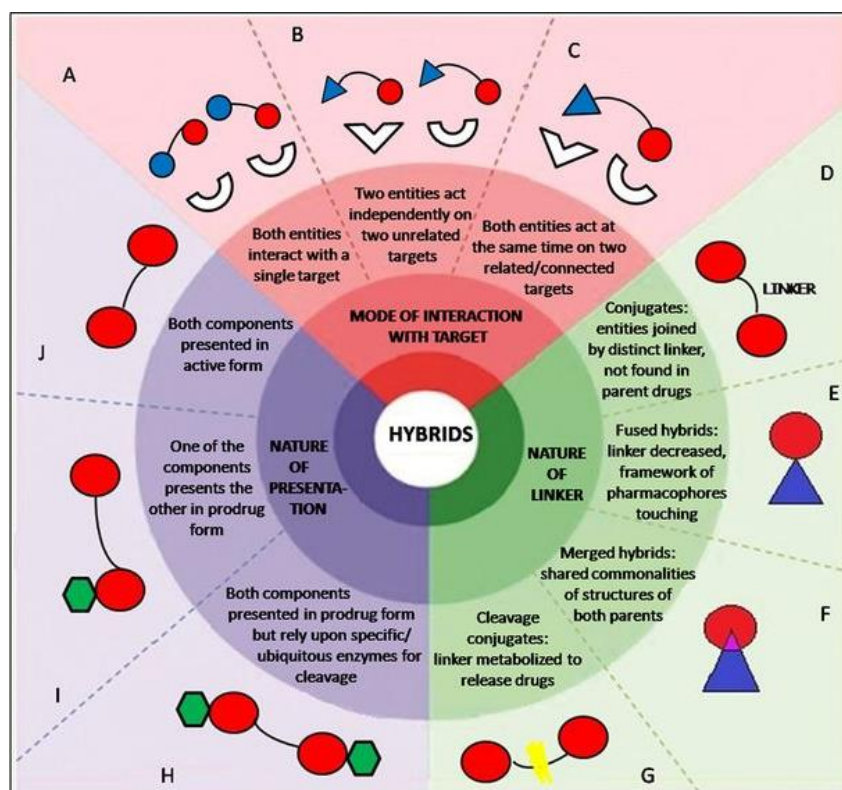 A
B
C
D
E
F
G
H
I
J
HYBRIDS
MODE OF INTERACTION
WITH TARGET
Both entities
interact with a
single target
Two entities act
independently on
two unrelated
targets
Both entities act
at the same time on two
related/connected
targets
NATURE
OF
LINKER
Conjugates:
entities joined
by distinct linker,
not found in
parent drugs
LINKER
Fused hybrids:
linker decreased,
framework of
pharmacophores
touching
Merged hybrids:
shared commonalities
of structures of
both parents
Cleavage
conjugates:
linker metabolized to
release drugs
NATURE
OF
PRESENTA-
TION
Both components
presented in prodrug form
but rely upon specific/
ubiquitous enzymes for
cleavage
One of the
components
presents the
other in prodrug
form
Both components
presented in
active form